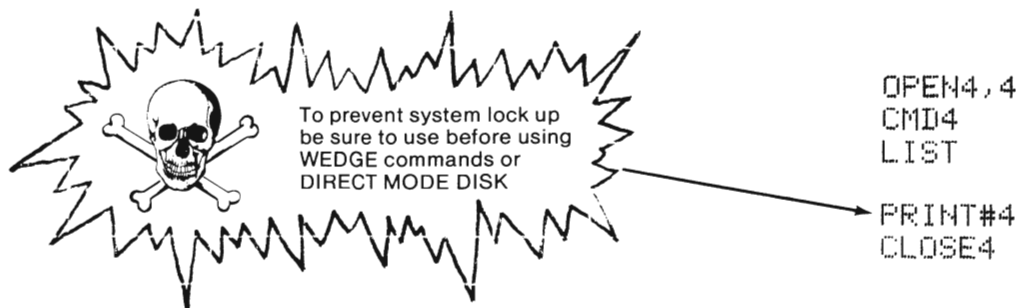 To prevent system lock up
be sure to use before using
WEDGE commands or
DIRECT MODE DISK
OPEN4,4
CMD4
LIST
PRINT#4
CLOSE4